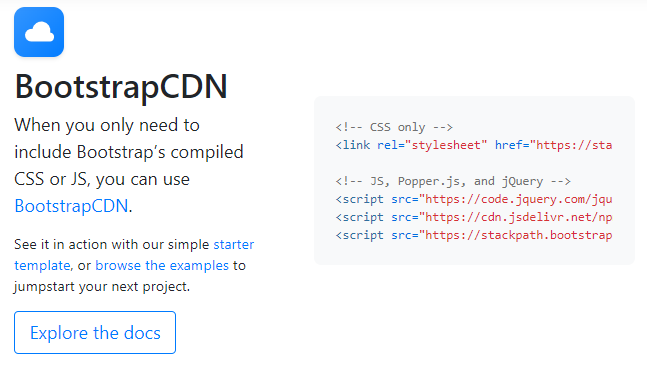 BootstrapCDN
When you only need to
include Bootstrap’s compiled
CSS or JS, you can use
BootstrapCDN.
See it in action with our simple starter
template, or browse the examples to
jumpstart your next project.
Explore the docs
<!-- CSS only -->
<link rel="stylesheet" href="https://sta
<!-- JS, Popper.js, and jQuery -->
<script src="https://code.jquery.com/jqu
<script src="https://cdn.jsdelivr.net/np
<script src="https://stackpath.bootstrap